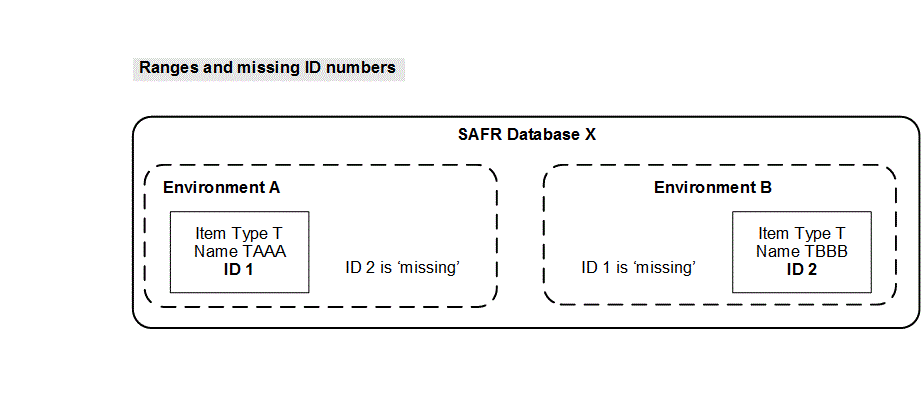 Ranges and missing ID numbers
SAFR Database X
Environment A
Item Type T
Name TAAA
ID 1
ID 2 is ‘missing’
Environment B
ID 1 is ‘missing’
Item Type T
Name TBBB
ID 2